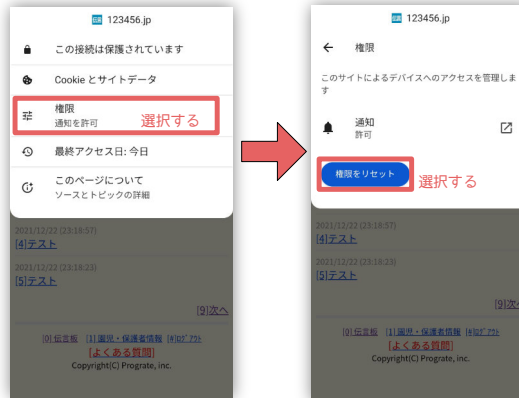 123456.jp
この接続は保護されています
Cookie とサイトデータ
権限
通知を許可
選択する
最終アクセス日: 今日
このページについて
ソースとトピックの詳細
2021/12/22 (23:18:57)
[4]テスト
2021/12/22 (23:18:23)
[5]テスト
[9]次へ
[0] 伝言板 [1] 園児・保護者情報 [#]ﾛｸﾞｱｳﾄ
[よくある質問]
Copyright(C) Prograte, inc.
123456.jp
権限
このサイトによるデバイスへのアクセスを管理しま
す
通知
許可
権限をリセット
選択する
2021/12/22 (23:18:37)
[4]テスト
2021/12/22 (23:18:23)
[5]テスト
[9]次へ
[0] 伝言板 [1] 園児・保護者情報 [#]ﾛｸﾞｱｳﾄ
[よくある質問]
Copyright(C) Prograte, inc.